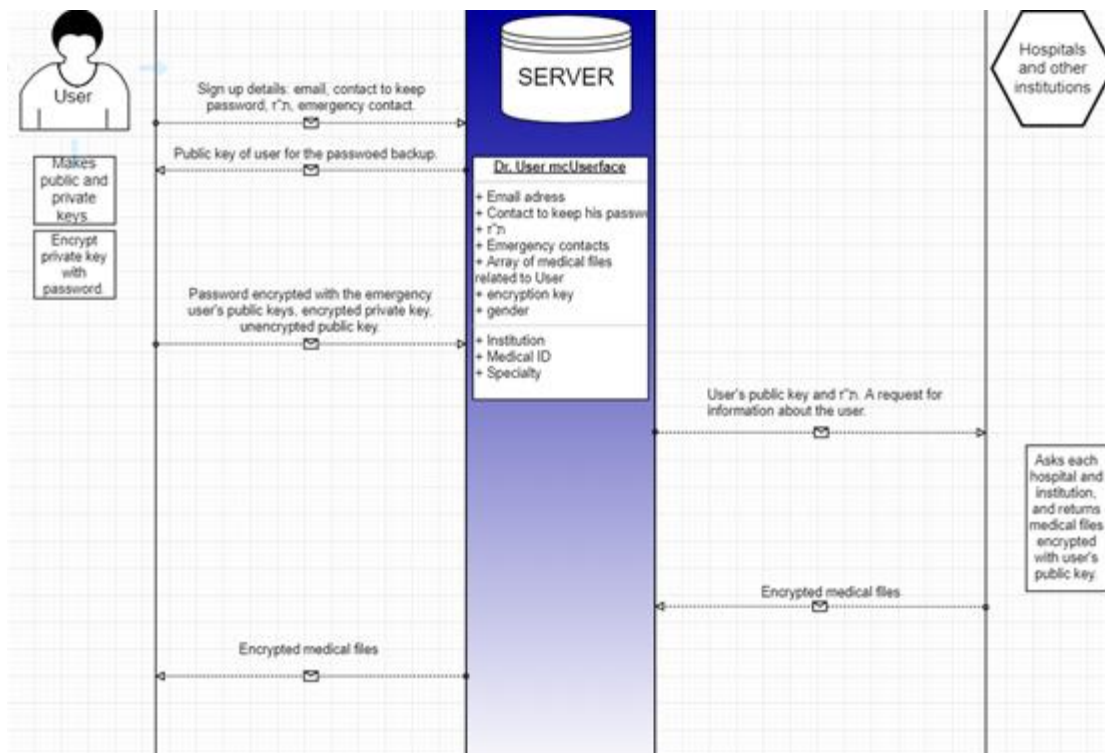 User
SERVER
Hospitals
and other
institutions
Sign up details: email, contact to keep
password, ת"ז, emergency contact.
Public key of user for the passwoed backup.
Makes
public and
private
keys.
Encrypt
private key
with
password.
Dr. User mcUserface
+ Email adress
+ Contact to keep his passw
+ ת"ז
+ Emergency contacts
+ Array of medical files
related to User
+ encryption key
+ gender
+ Institution
+ Medical ID
+ Specialty
Password encrypted with the emergency
user's public keys, encrypted private key,
unencrypted public key.
User's public key and ת"ז. A request for
information about the user.
Asks each
hospital and
institution,
and returns
medical files
encrypted
with user's
public key.
Encrypted medical files
Encrypted medical files